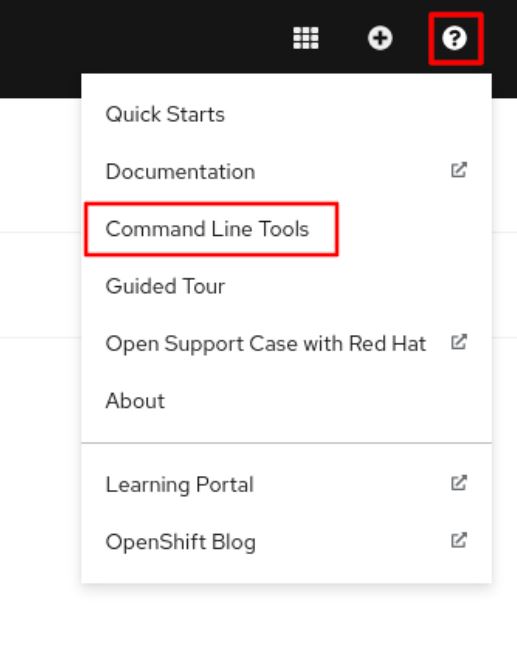 Quick Starts
Documentation
Command Line Tools
Guided Tour
Open Support Case with Red Hat
About
Learning Portal
OpenShift Blog